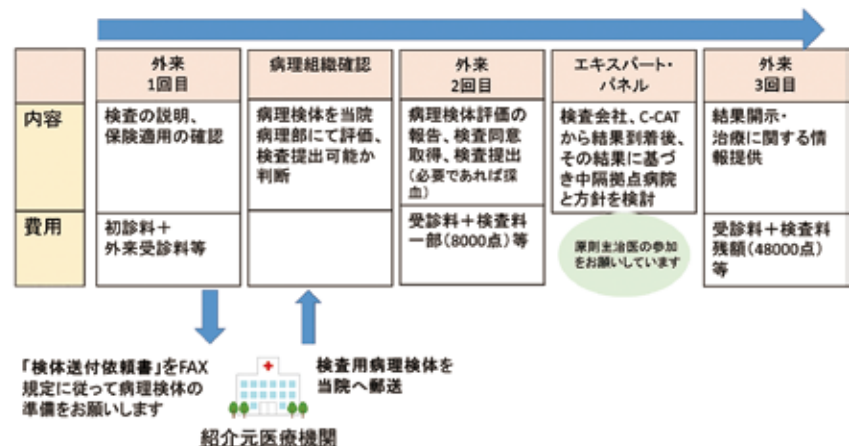 外来
1回目
病理組織確認
外来
2回目
エキスパート・
パネル
外来
3回目
内容
検査の説明、
保険適用の確認
病理検体を当院
病理部にて評価、
検査提出可能か
判断
病理検体評価の
報告、検査同意
取得、検査提出
(必要であれば採
血)
検査会社、C-CAT
から結果到着後、
その結果に基づ
き中隔拠点病院
と方針を検討
結果開示・
治療に関する情
報提供
費用
初診料＋
外来受診料等
受診料＋検査料
一部(8000点)等
原則主治医の参加
をお願いしています
受診料＋検査料
残額(48000点)
等
「検体送付依頼書」をFAX
規定に従って病理検体の
準備をお願いします
検査用病理検体を
当院へ郵送
紹介元医療機関